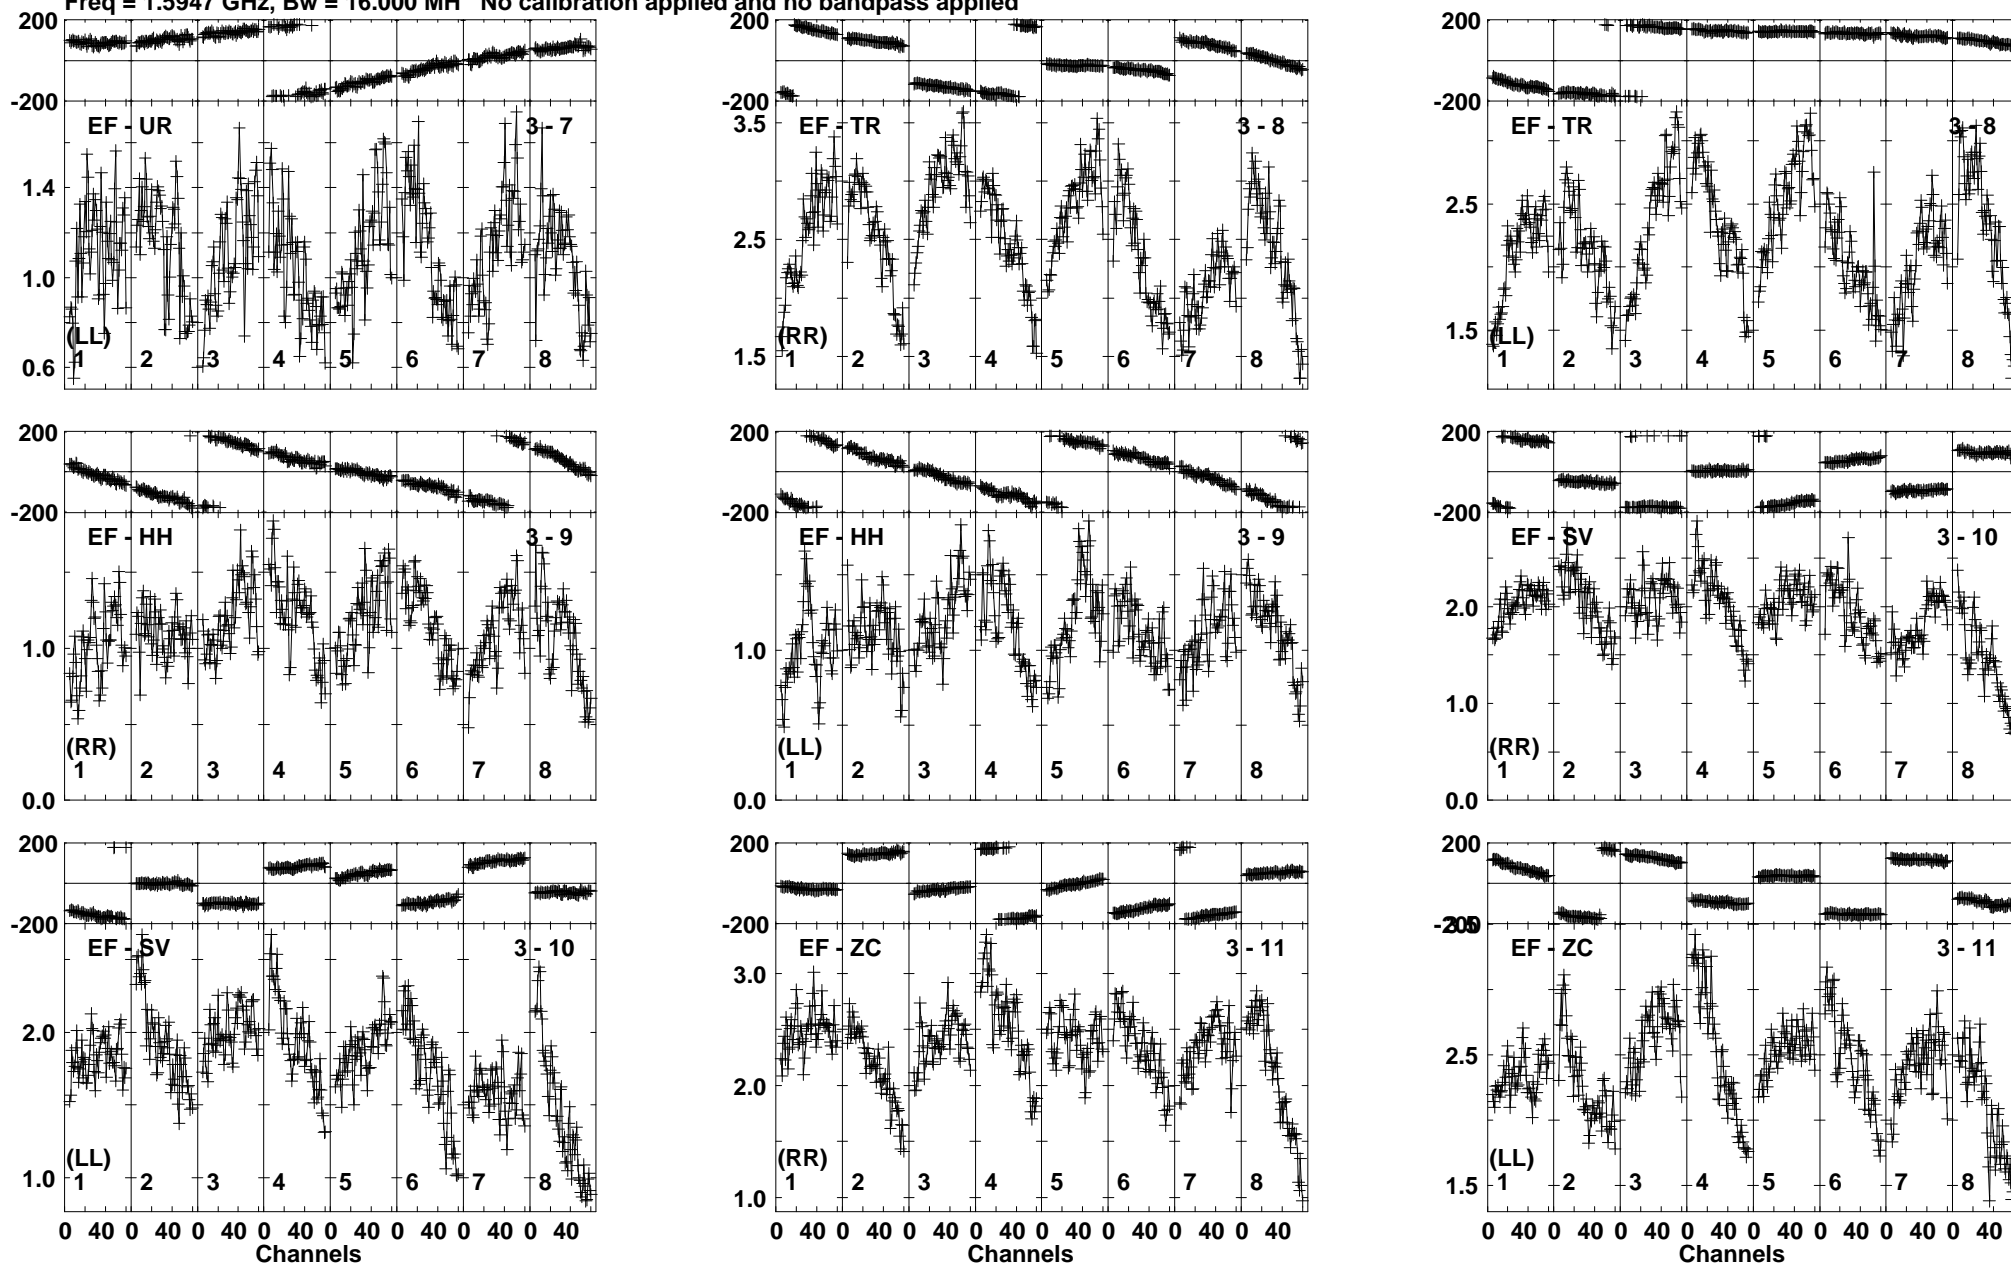 Freq = 1.5947 GHz, Bw = 16.000 MH No calibration applied and no bandpass applied
200 200 200
-200 -200 -200
EF - UR 3 - 7 EF - TR 3 - 8 EF - TR 3 - 8
3.5
1.4
2.5 2.5
1.0
(LL) (RR) (LL)
1.5 1.5
0.6
1 2 3 4 5 6 7 8 1 2 3 4 5 6 7 8 1 2 3 4 5 6 7 8
200 200 200
-200 -200 -200
EF - HH 3 - 9 EF - HH 3 - 9 EF - SV 3 - 10
2.0
1.0 1.0
1.0
(RR) (LL) (RR)
1 2 3 4 5 6 7 8 1 2 3 4 5 6 7 8 1 2 3 4 5 6 7 8
0.0 0.0 0.0
200 200 200
-200 -200 -200
3.5
EF - SV 3 - 10 EF - ZC 3 - 11 EF - ZC 3 - 11
3.0
2.0 2.5
2.0
(LL) (RR) (LL)
1.0 1.0 1.5
1 2 3 4 5 6 7 8 1 2 3 4 5 6 7 8 1 2 3 4 5 6 7 8
0 40 0 40 0 40 0 40 0 40 0 40 0 40 0 40 0 40 0 40 0 40 0 40 0 40 0 40 0 40 0 40 0 40 0 40 0 40 0 40 0 40 0 40 0 40 0 40
Channels Channels Channels